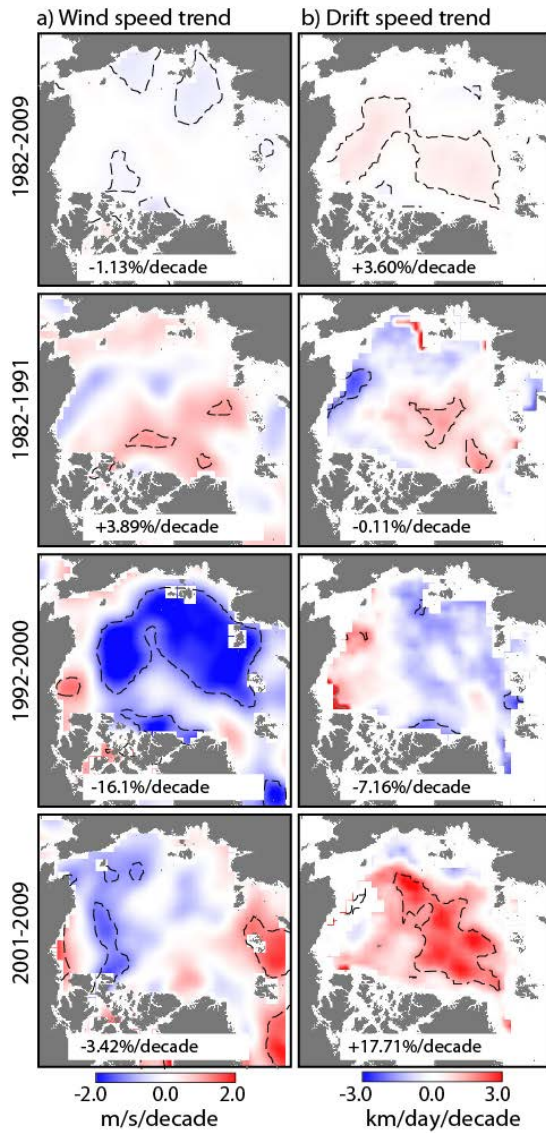 a) Wind speed trend b) Drift speed trend
1982-2009
-1.13%/decade +3.60%/decade
1982-1991
+3.89%/decade -0.11%/decade
1992-2000
-16.1%/decade -7.16%/decade
2001-2009
-3.42%/decade +17.71%/decade
-2.0 0.0 2.0 -3.0 0.0 3.0
m/s/decade km/day/decade